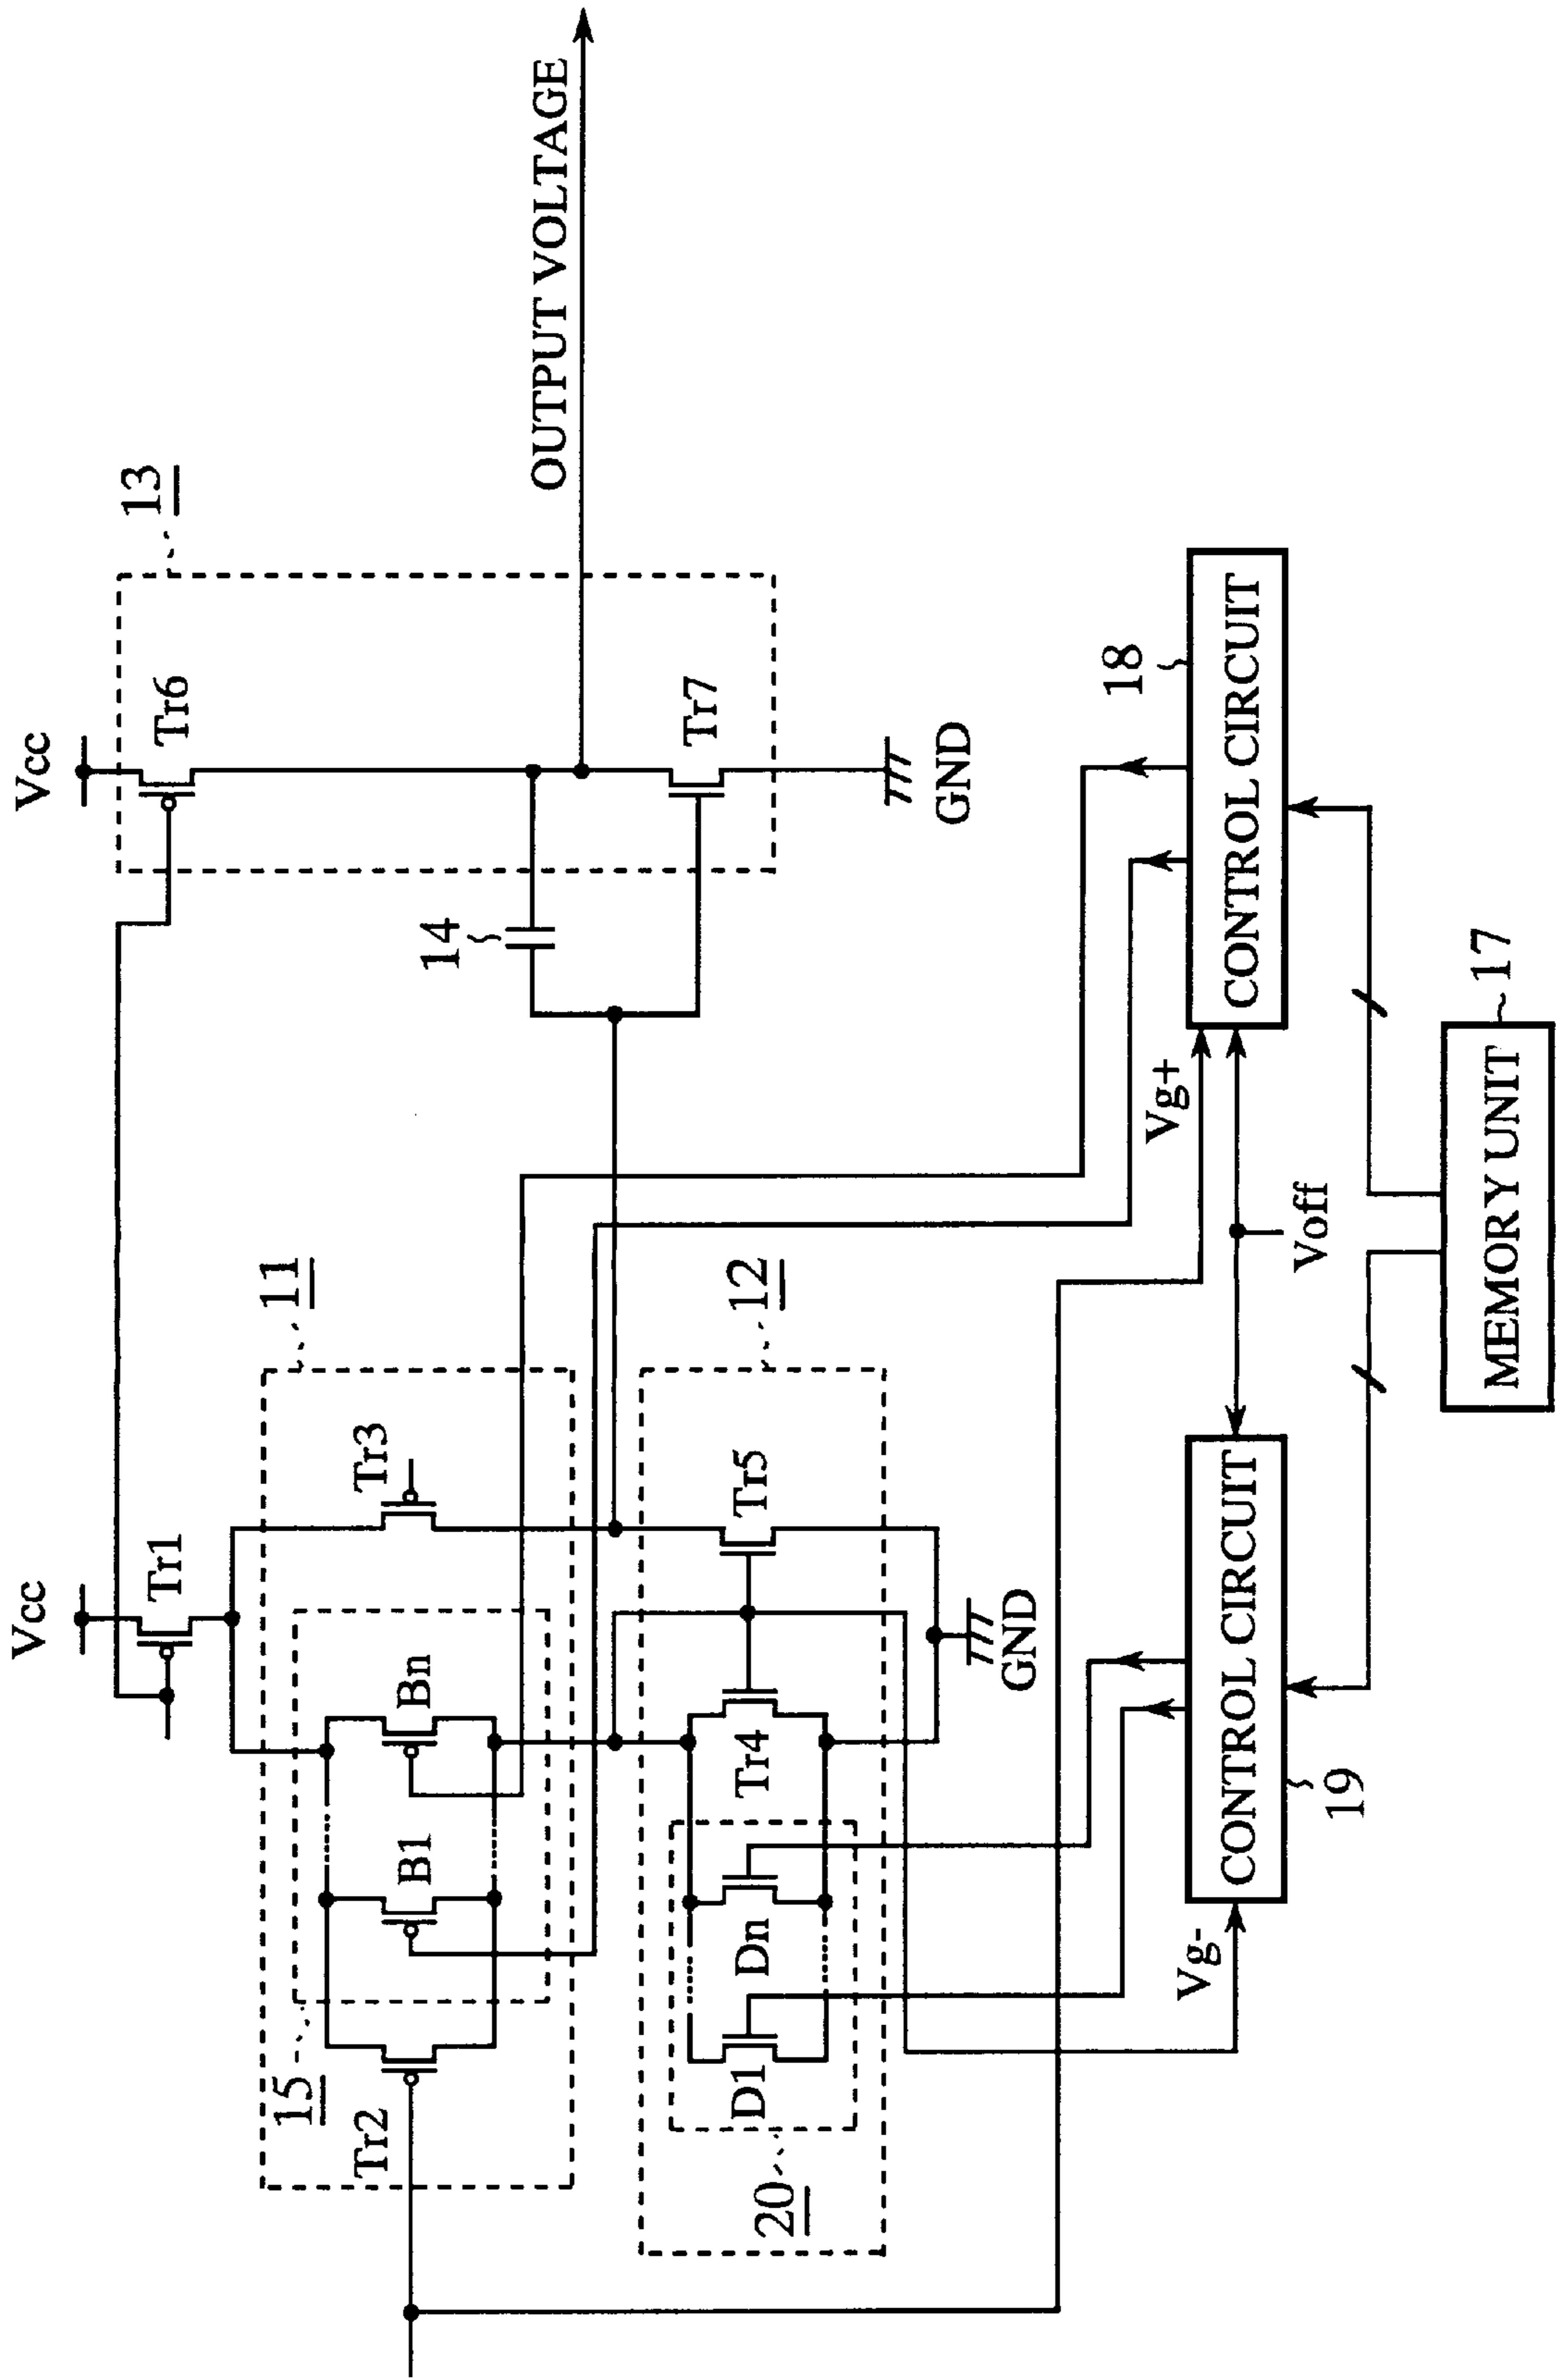 Vcc
Vcc
Tr1
Tr6
13
11
15
Tr2
B1
Bn
Tr3
14
OUTPUT VOLTAGE
12
20
D1
Dn
Tr4
Tr5
Tr7
GND
GND
Vg-
Vg+
18
CONTROL CIRCUIT
CONTROL CIRCUIT
19
Voff
MEMORY UNIT
17